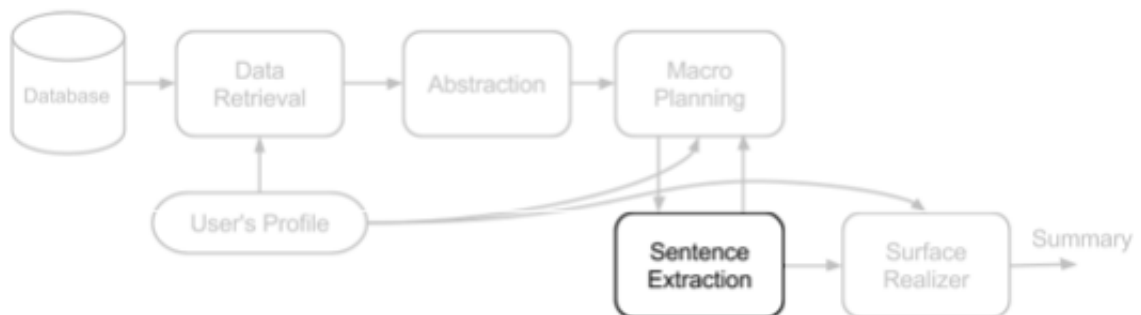 Database
Data
Retrieval
Abstraction
Macro
Planning
User's Profile
Sentence
Extraction
Surface
Realizer
Summary